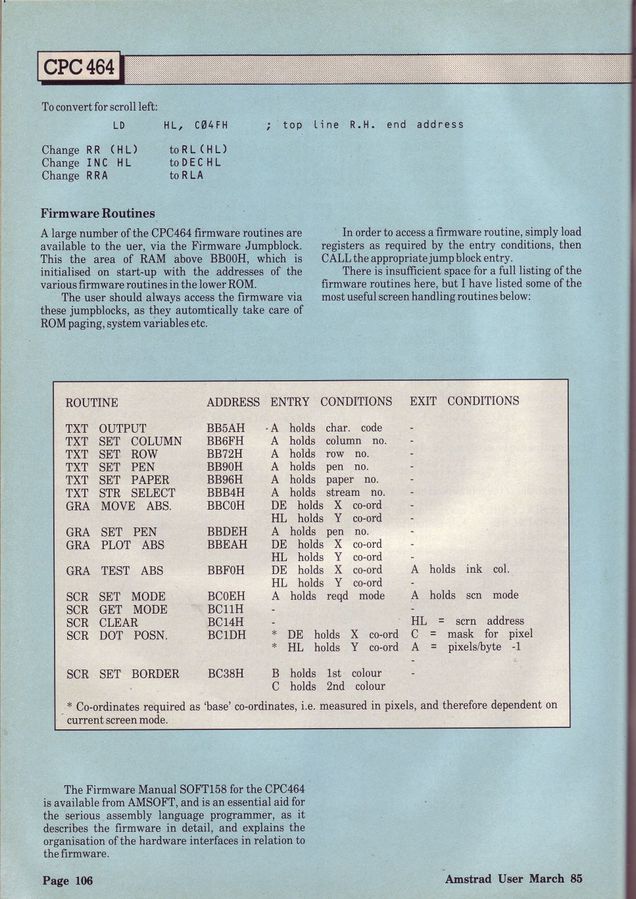 CPC 464
To convert for scroll left:
LD HL, C04FH ; top line R.H. end address
Change RR (HL) to RL (HL)
Change INC HL to DEC HL
Change RRA to RLA
Firmware Routines
A large number of the CPC464 firmware routines are
available to the uer, via the Firmware Jumpblock.
This the area of RAM above BB00H, which is
initialised on start-up with the addresses of the
various firmware routines in the lower ROM.
The user should always access the firmware via
these jumpblocks, as they automtically take care of
ROM paging, system variables etc.
In order to access a firmware routine, simply load
registers as required by the entry conditions, then
CALL the appropriate jump block entry.
There is insufficient space for a full listing of the
firmware routines here, but I have listed some of the
most useful screen handling routines below:
ROUTINE ADDRESS ENTRY CONDITIONS EXIT CONDITIONS
TXT OUTPUT BB5AH A holds char. code -
TXT SET COLUMN BB6FH A holds column no. -
TXT SET ROW BB72H A holds row no. -
TXT SET PEN BB90H A holds pen no. -
TXT SET PAPER BB96H A holds paper no. -
TXT STR SELECT BBB4H A holds stream no. -
GRA MOVE ABS. BBC0H DE holds X co-ord -
HL holds Y co-ord -
GRA SET PEN BBDEH A holds pen no. -
GRA PLOT ABS BBEAH DE holds X co-ord -
HL holds Y co-ord -
GRA TEST ABS BBF0H DE holds X co-ord A holds ink col.
HL holds Y co-ord -
SCR SET MODE BC0EH A holds reqd mode A holds scn mode
SCR GET MODE BC11H - -
SCR CLEAR BC14H - HL = scrn address
SCR DOT POSN. BC1DH * DE holds X co-ord C = mask for pixel
* HL holds Y co-ord A = pixels/byte -1
-
SCR SET BORDER BC38H B holds 1st colour -
C holds 2nd colour
* Co-ordinates required as 'base' co-ordinates, i.e. measured in pixels, and therefore dependent on
current screen mode.
The Firmware Manual SOFT158 for the CPC464
is available from AMSOFT, and is an essential aid for
the serious assembly language programmer, as it
describes the firmware in detail, and explains the
organisation of the hardware interfaces in relation to
the firmware.
Page 106
Amstrad User March 85